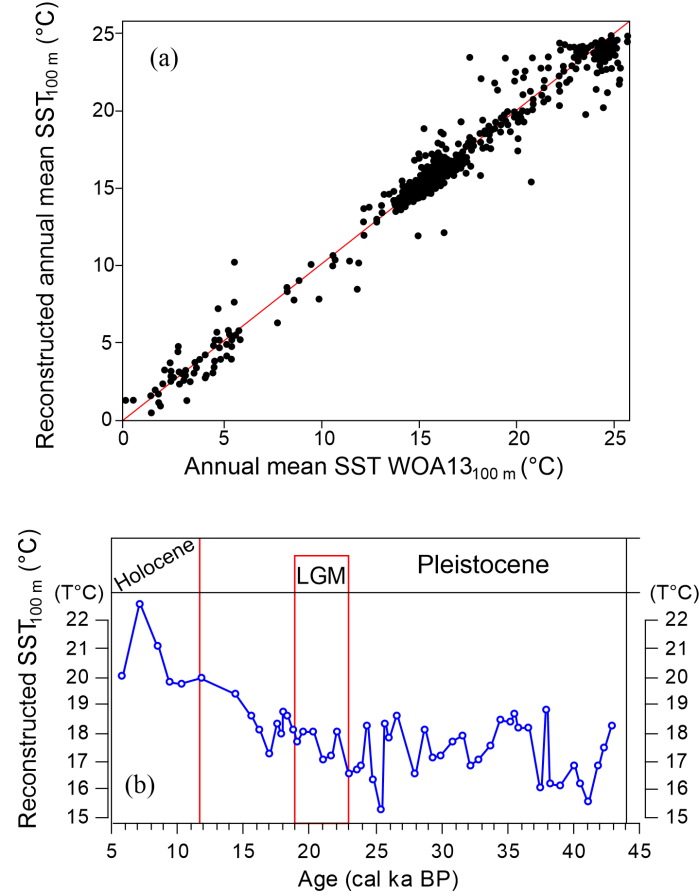 (a)
Reconstructed annual mean SST100 m (°C)
25
20
15
10
5
0
0 5 10 15 20 25
Annual mean SST WOA13100 m (°C)
Holocene
LGM
Pleistocene
(T°C) (T°C)
Reconstructed SST100 m (°C)
22 22
21 21
20 20
19 19
18 18
17 17
16 16
15 15
(b)
5 10 15 20 25 30 35 40 45
Age (cal ka BP)